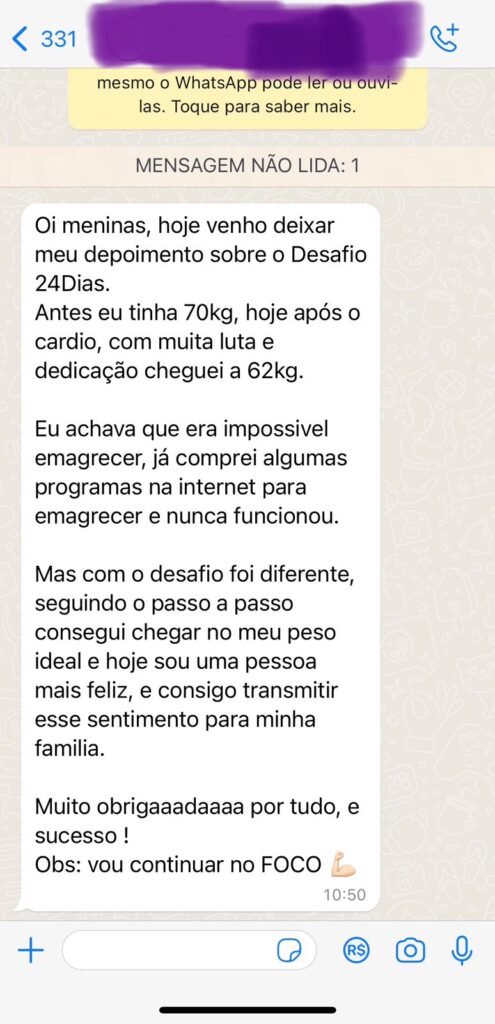 331
mesmo o WhatsApp pode ler ou ouvi-
las. Toque para saber mais.
MENSAGEM NÃO LIDA: 1
Oi meninas, hoje venho deixar
meu depoimento sobre o Desafio
24Dias.
Antes eu tinha 70kg, hoje após o
cardio, com muita luta e
dedicação cheguei a 62kg.
Eu achava que era impossivel
emagrecer, já comprei algumas
programas na internet para
emagrecer e nunca funcionou.
Mas com o desafio foi diferente,
seguindo o passo a passo
consegui chegar no meu peso
ideal e hoje sou uma pessoa
mais feliz, e consigo transmitir
esse sentimento para minha
familia.
Muito obrigaaadaaaa por tudo, e
sucesso !
Obs: vou continuar no FOCO 💪🏻
10:50
R$